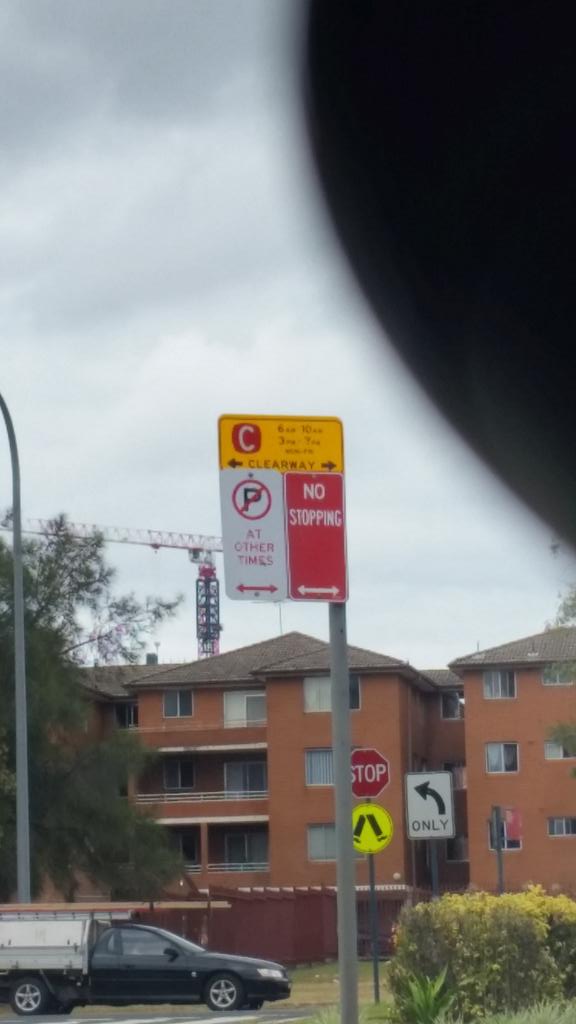 C
6AM-10AM
3PM-7PM
MON-FRI
CLEARWAY
P
AT
OTHER
TIMES
NO
STOPPING
STOP
ONLY